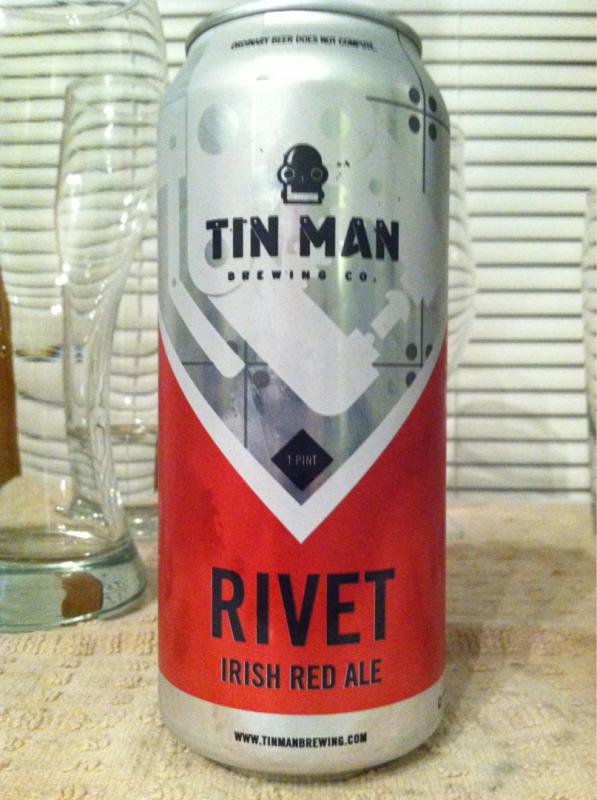 ORDINARY BEER DOES NOT COMPUTE.
TIN MAN
BREWING CO.
1 PINT
RIVET
IRISH RED ALE
WWW.TINMANBREWING.COM